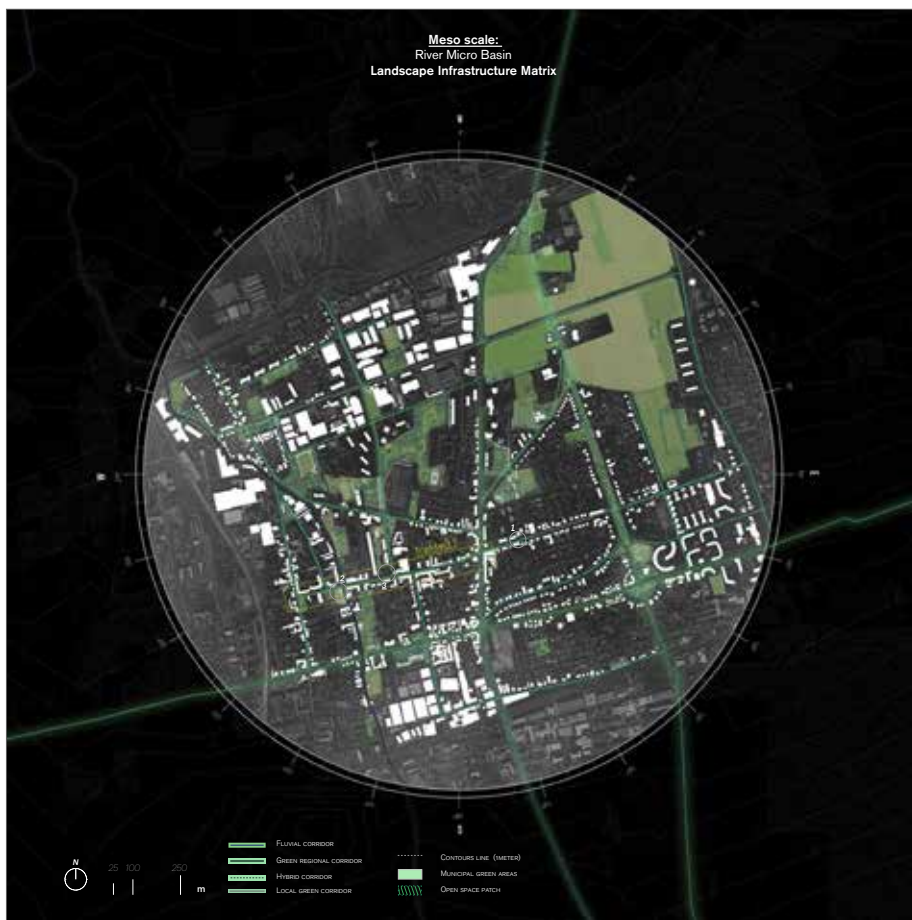 Meso scale:
River Micro Basin
Landscape Infrastructure Matrix
1
2
3
N
25 100 250 m
FLUVIAL CORRIDOR
GREEN REGIONAL CORRIDOR
HYBRID CORRIDOR
LOCAL GREEN CORRIDOR
CONTOURS LINE (1METER)
MUNICIPAL GREEN AREAS
OPEN SPACE PATCH